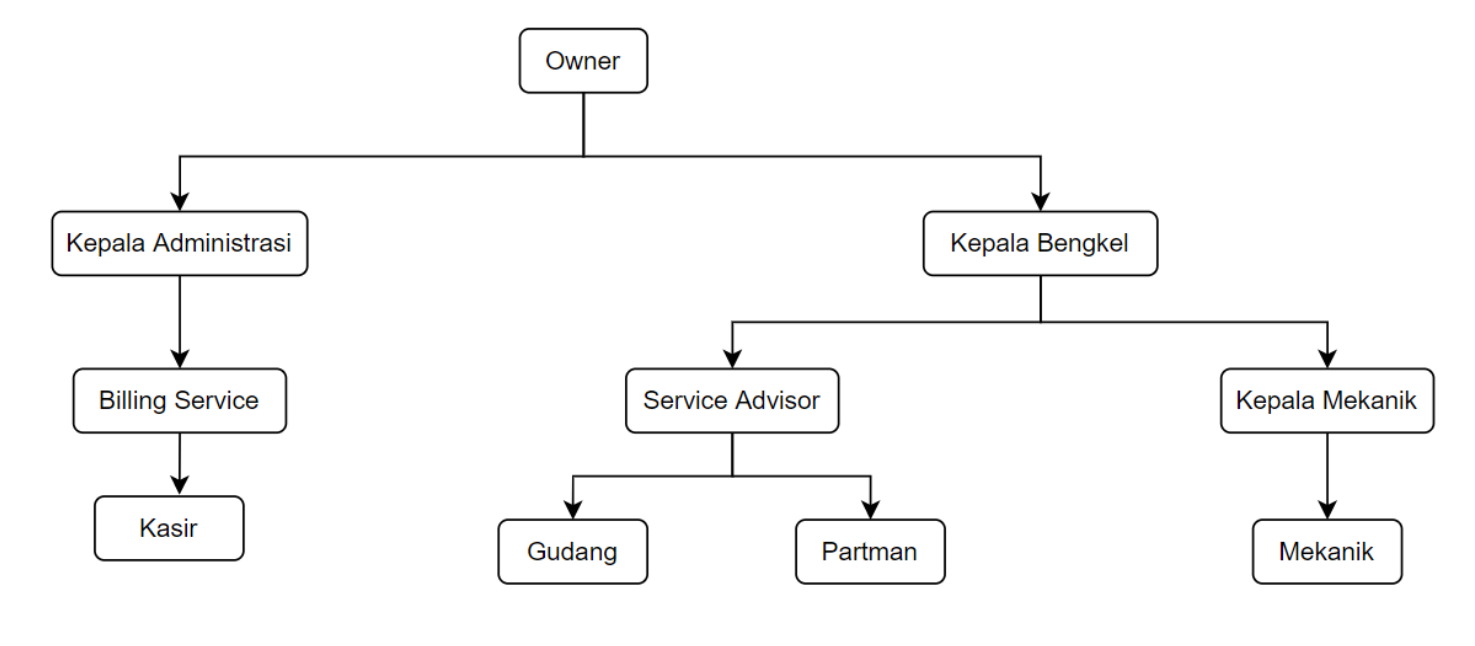 Owner
Kepala Administrasi
Kepala Bengkel
Billing Service
Service Advisor
Kepala Mekanik
Kasir
Gudang
Partman
Mekanik